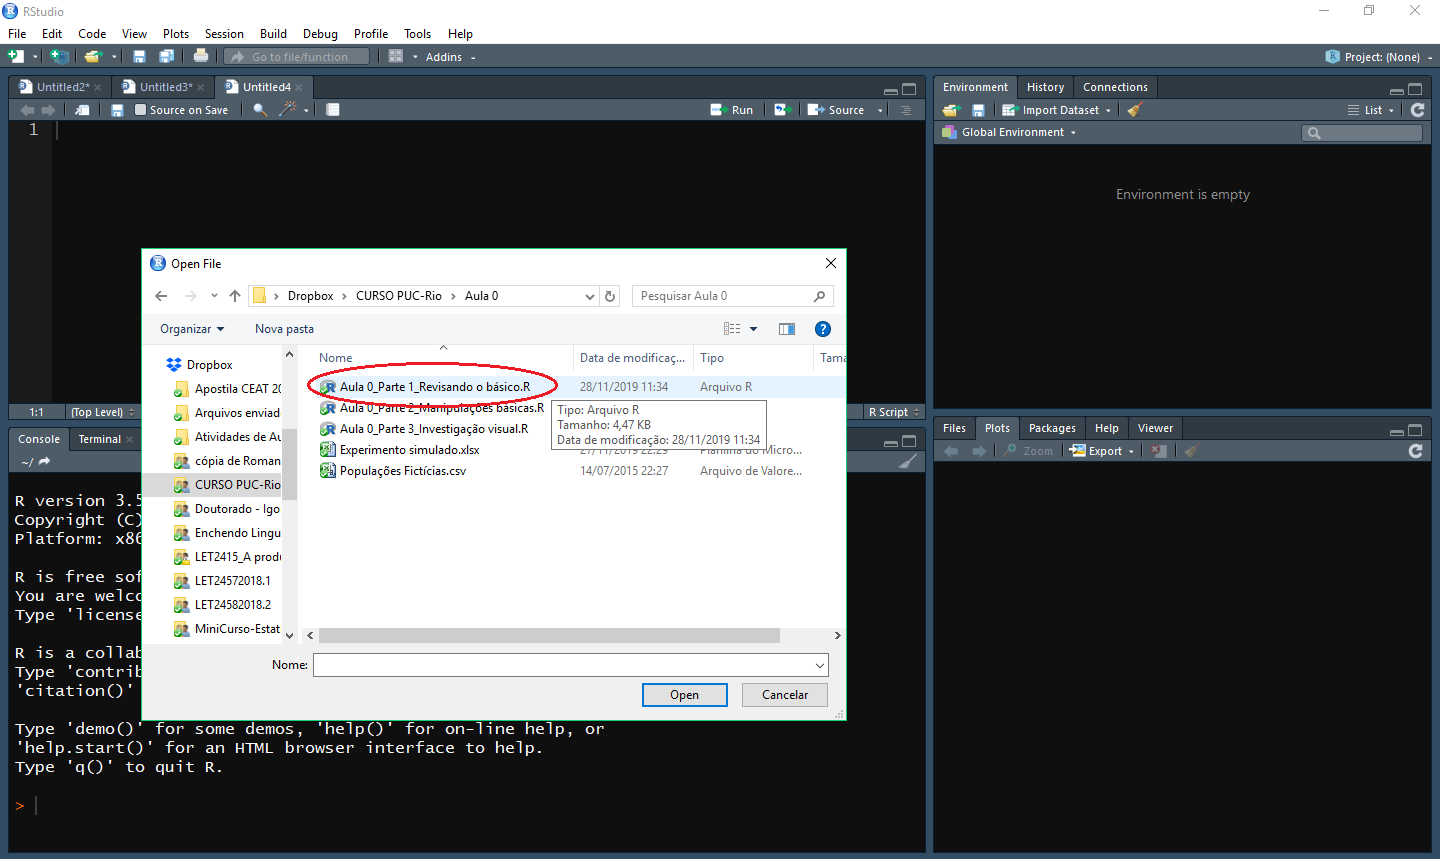 RStudio
File Edit Code View Plots Session Build Debug Profile Tools Help
Go to file/function Addins Project: (None)
Untitled2* Untitled3* Untitled4
Source on Save Run Source
1
1:1 (Top Level) R Script
Environment History Connections
Import Dataset List
Global Environment
Environment is empty
Open File
Dropbox CURSO PUC-Rio Aula 0 Pesquisar Aula 0
Organizar Nova pasta
Nome Data de modificaç... Tipo Tama
Dropbox
Apostila CEAT 20
Arquivos enviad
Atividades de Au
cópia de Roman
CURSO PUC-Rio
Doutorado - Igo
Enchendo Lingu
LET2415_A produ
LET24572018.1
LET24582018.2
MiniCurso-Estat
Aula 0_Parte 1_Revisando o básico.R 28/11/2019 11:34 Arquivo R
Aula 0_Parte 2_Manipulações básicas.R
Aula 0_Parte 3_Investigação visual.R
Experimento simulado.xlsx 27/11/2019 22:29 Planilha do Micro...
Populações Fictícias.csv 14/07/2015 22:27 Arquivo de Valore...
Tipo: Arquivo R
Tamanho: 4,47 KB
Data de modificação: 28/11/2019 11:34
Nome:
Open Cancelar
Console Terminal
~/
R version 3.5
Copyright (C)
Platform: x86
R is free sof
You are welco
Type 'license
R is a collab
Type 'contrib
'citation()'
Type 'demo()' for some demos, 'help()' for on-line help, or
'help.start()' for an HTML browser interface to help.
Type 'q()' to quit R.
>
Files Plots Packages Help Viewer
Zoom Export